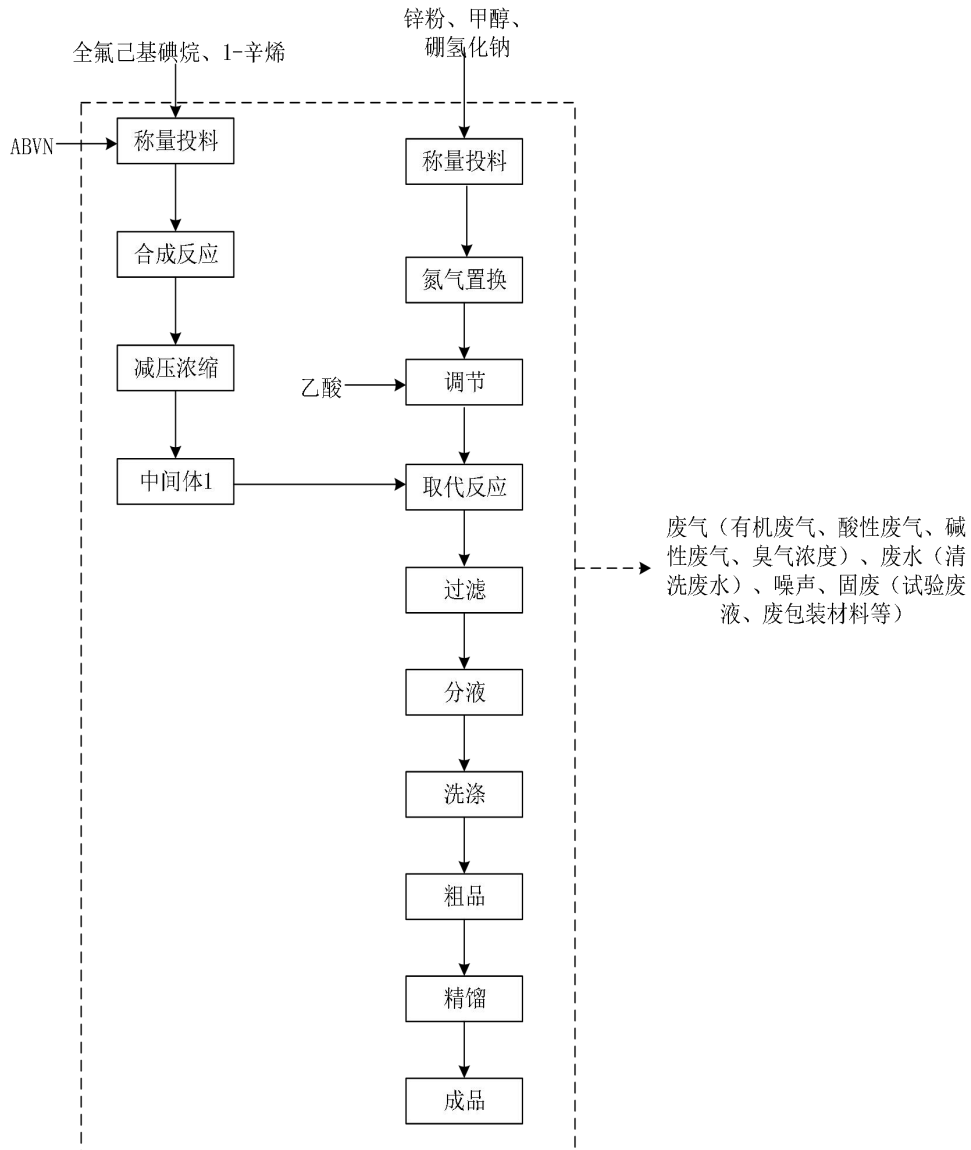 全氟己基碘烷、1-辛烯
锌粉、甲醇、
硼氢化钠
ABVN
称量投料
合成反应
减压浓缩
中间体1
称量投料
氮气置换
乙酸
调节
取代反应
过滤
分液
洗涤
粗品
精馏
成品
废气（有机废气、酸性废气、碱
性废气、臭气浓度）、废水（清
洗废水）、噪声、固废（试验废
液、废包装材料等）